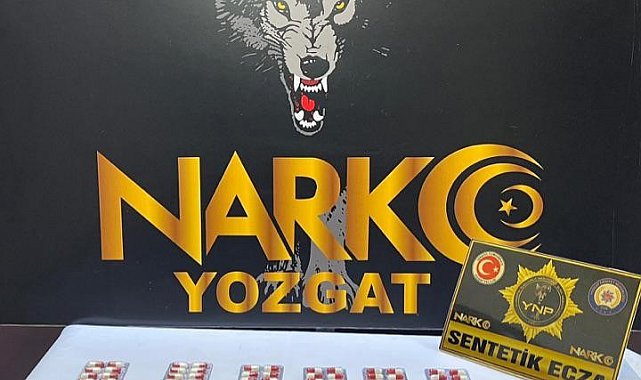 NARKO
YOZGAT
YNP
NARKO
NARKO
SENTETİK ECZA